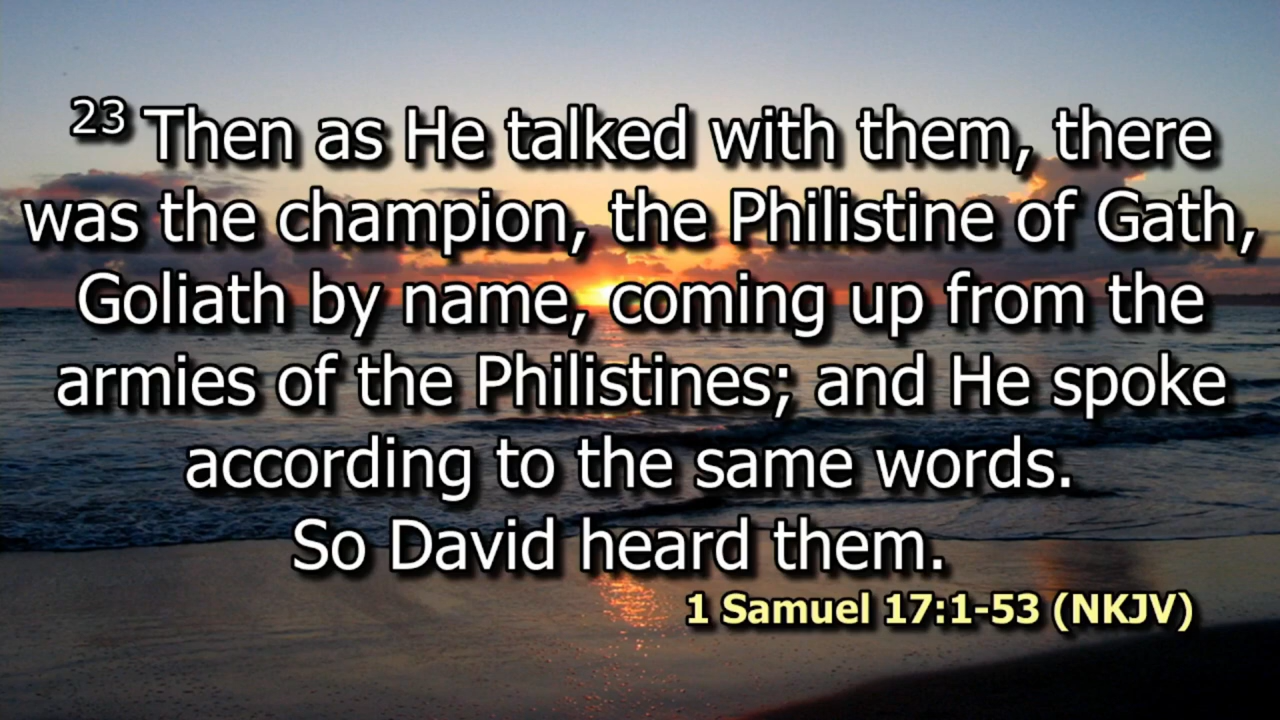 23 Then as He talked with them, there
was the champion, the Philistine of Gath,
Goliath by name, coming up from the
armies of the Philistines; and He spoke
according to the same words.
So David heard them.
1 Samuel 17:1-53 (NKJV)